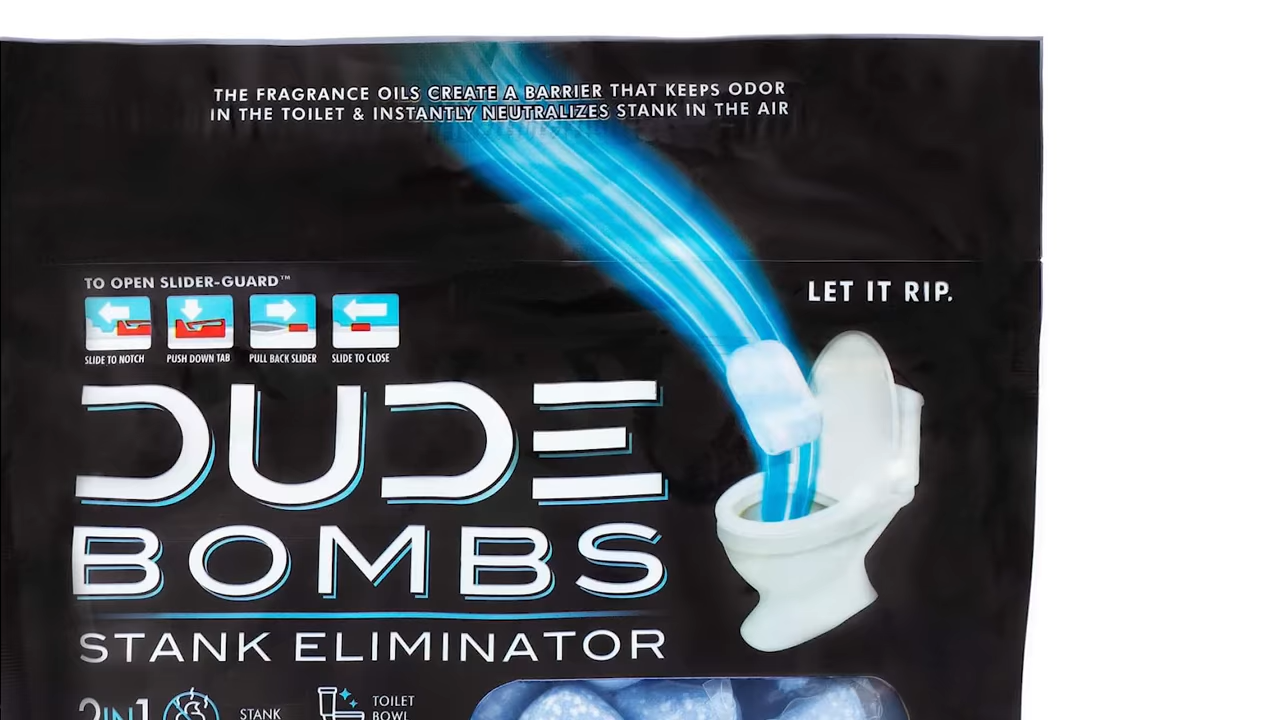 THE FRAGRANCE OILS CREATE A BARRIER THAT KEEPS ODOR
IN THE TOILET & INSTANTLY NEUTRALIZES STANK IN THE AIR
TO OPEN SLIDER-GUARD™
SLIDE TO NOTCH PUSH DOWN TAB PULL BACK SLIDER SLIDE TO CLOSE
LET IT RIP.
DUDE
BOMBS
STANK ELIMINATOR
2IN1
STANK
TOILET
BOWL